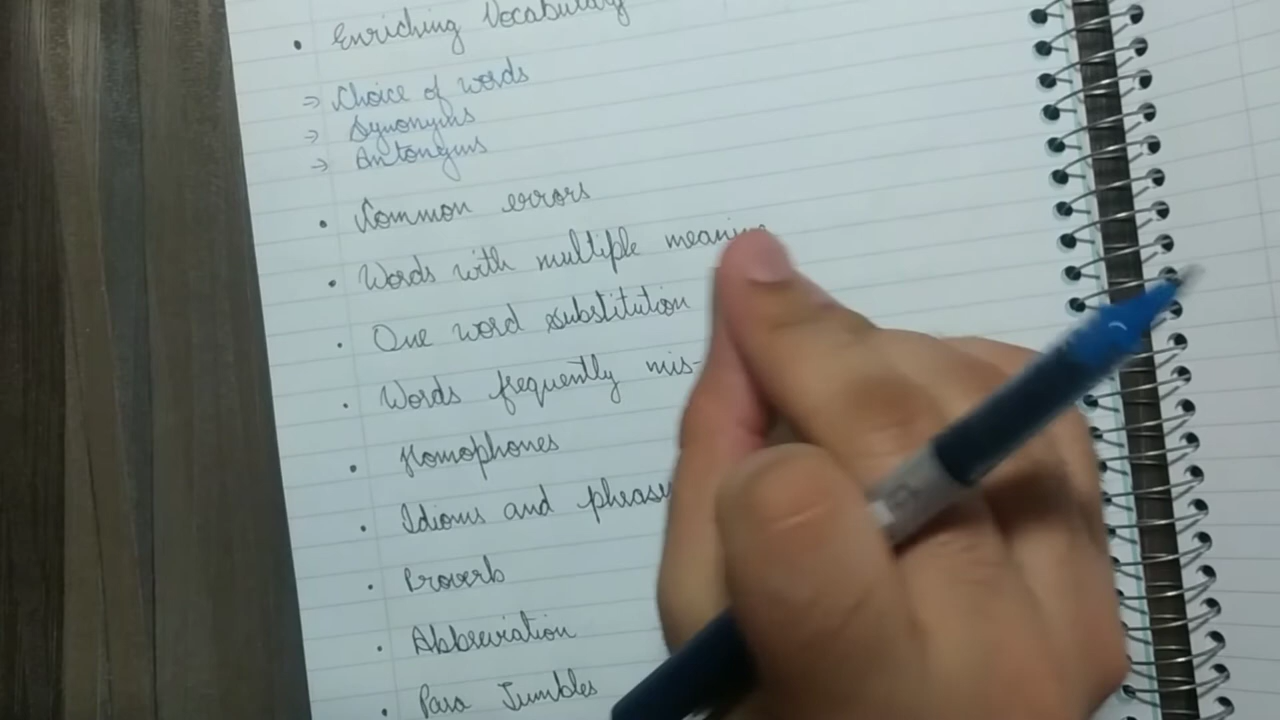 • Enriching Vocabulary
⇒ Choice of words
⇒ Synonyms
⇒ Antonyms
• Common errors
• Words with multiple meaning
• One word substitution
• Words frequently mis-
• Homophones
• Idioms and phrases
• Proverb
• Abbreviation
• Para Jumbles